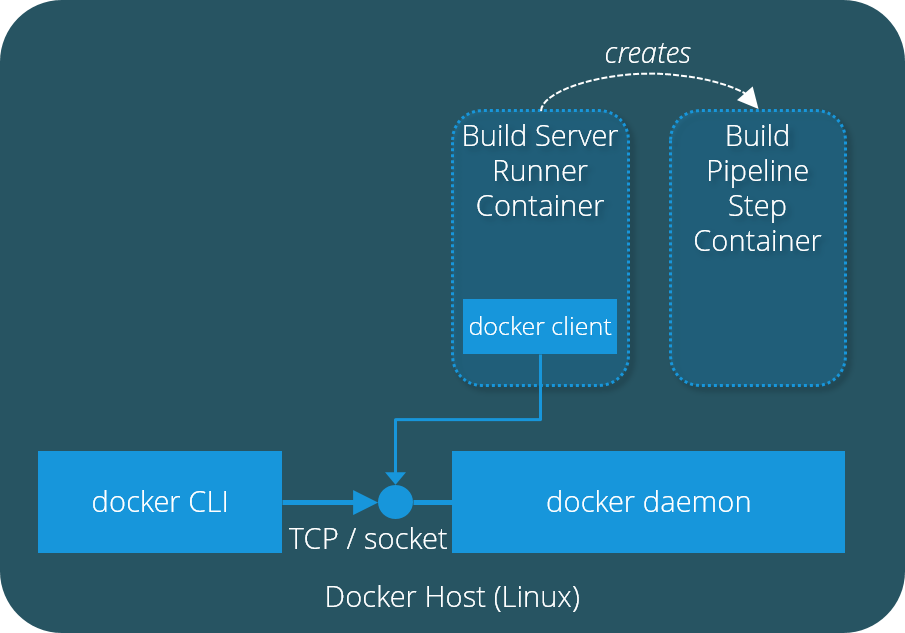 creates
Build Server
Runner
Container
Build
Pipeline
Step
Container
docker client
docker CLI
docker daemon
TCP / socket
Docker Host (Linux)